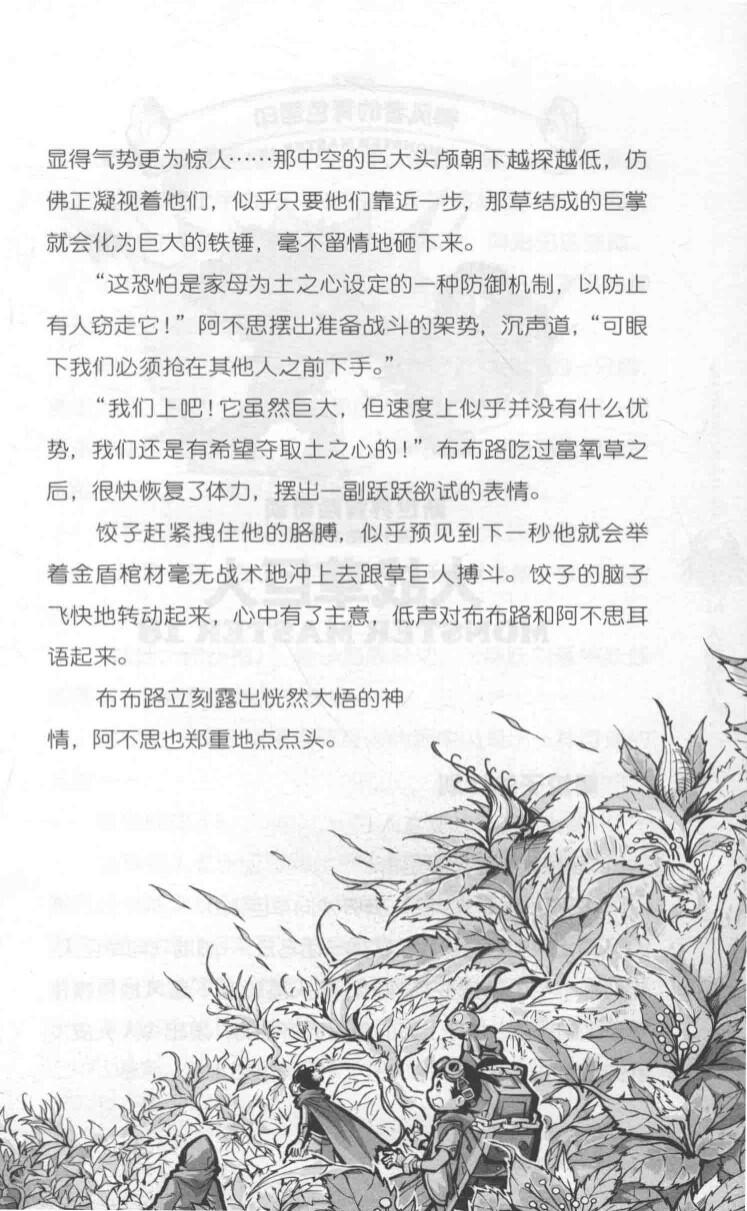 显得气势更为惊人……那中空的巨大头颅朝下越探越低，仿
佛正凝视着他们，似乎只要他们靠近一步，那草结成的巨掌
就会化为巨大的铁锤，毫不留情地砸下来。
“这恐怕是家母为土之心设定的一种防御机制，以防止
有人窃走它！”阿不思摆出准备战斗的架势，沉声道，“可眼
下我们必须抢在其他人之前下手。”
“我们上吧！它虽然巨大，但速度上似乎并没有什么优
势，我们还是有希望夺取土之心的！”布布路吃过富氧草之
后，很快恢复了体力，摆出一副跃跃欲试的表情。
饺子赶紧拽住他的胳膊，似乎预见到下一秒他就会举
着金盾棺材毫无战术地冲上去跟草巨人搏斗。饺子的脑子
飞快地转动起来，心中有了主意，低声对布布路和阿不思耳
语起来。
布布路立刻露出恍然大悟的神
情，阿不思也郑重地点点头。